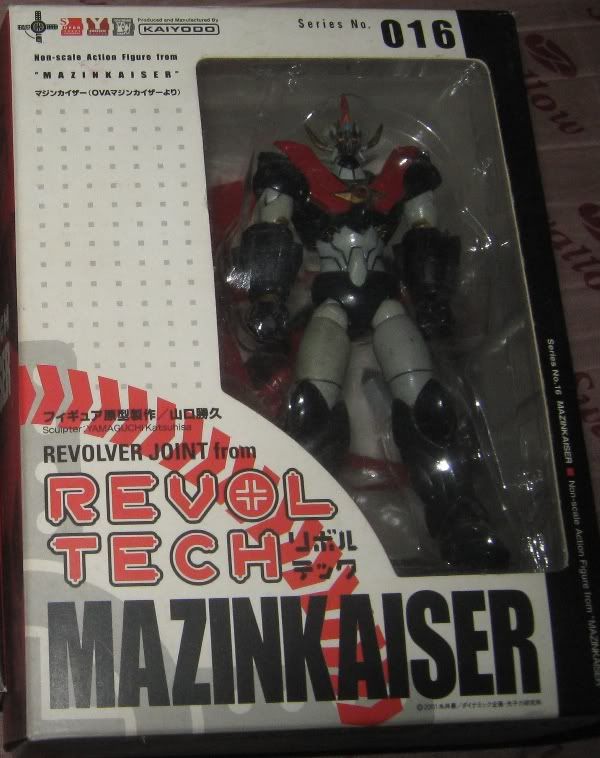 Produced and Manufactured By
KAIYODO
Series No. 016
Non-scale Action Figure from
"MAZINKAISER"
マジンカイザー(OVAマジンカイザーより)
フィギュア原型製作/山口勝久
Sculpter:YAMAGUCHI Katsuhisa
REVOLVER JOINT from
REVOL
TECH リボル
テック
MAZINKAISER
Series No.16 MAZINKAISER ■ Non-scale Action Figure from "MAZINKAISER